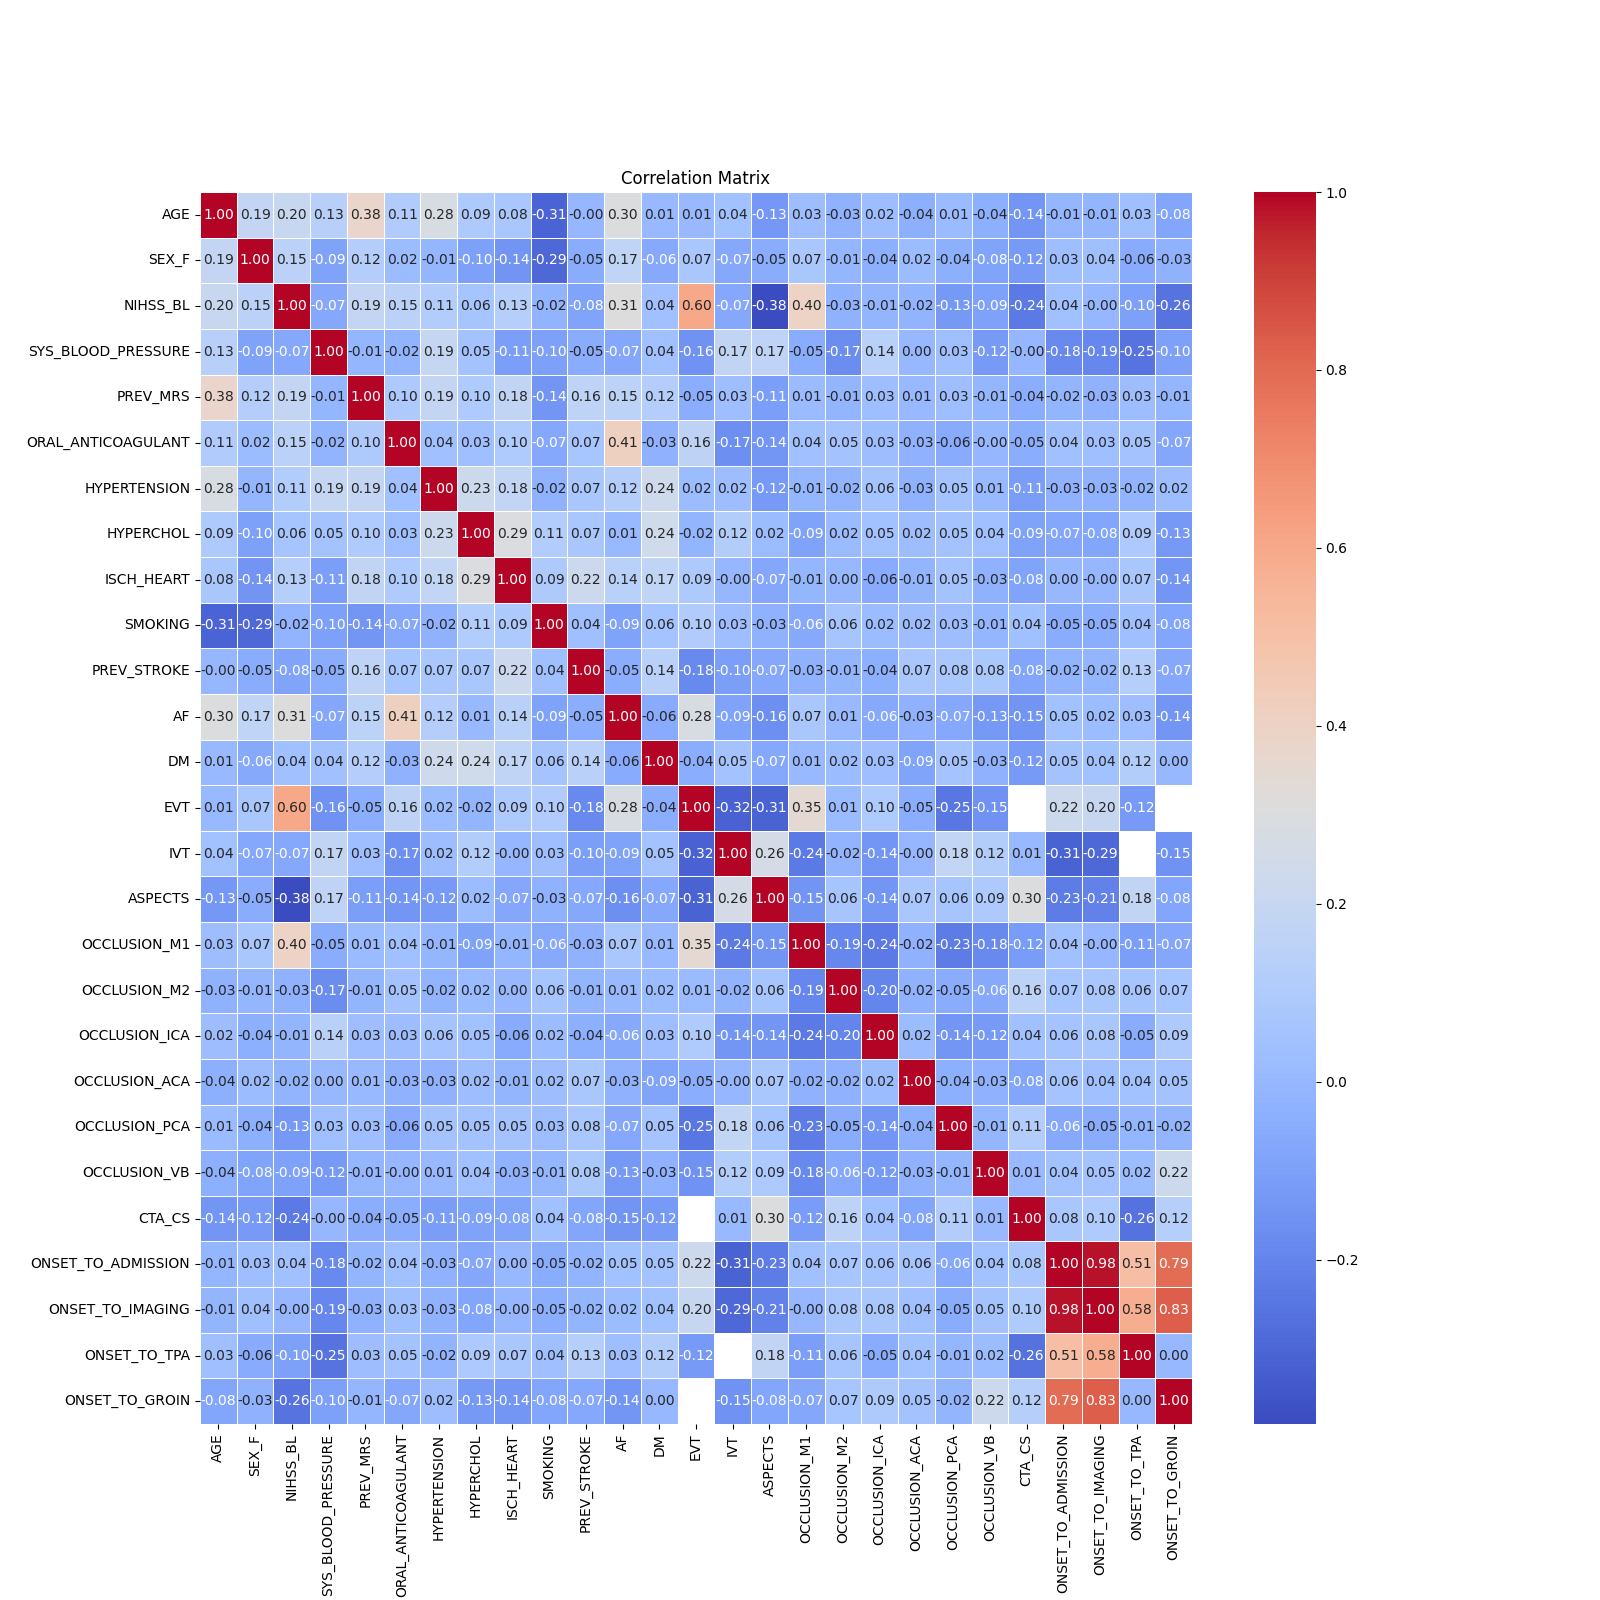 Correlation Matrix
AGE 1.00 0.19 0.20 0.13 0.38 0.11 0.28 0.09 0.08 -0.31 -0.00 0.30 0.01 0.01 0.04 -0.13 0.03 -0.03 0.02 -0.04 0.01 -0.04 -0.14 -0.01 -0.01 0.03 -0.08
SEX_F 0.19 1.00 0.15 -0.09 0.12 0.02 -0.01 -0.10 -0.14 -0.29 -0.05 0.17 -0.06 0.07 -0.07 -0.05 0.07 -0.01 -0.04 0.02 -0.04 -0.08 -0.12 0.03 0.04 -0.06 -0.03
NIHSS_BL 0.20 0.15 1.00 -0.07 0.19 0.15 0.11 0.06 0.13 -0.02 -0.08 0.31 0.04 0.60 -0.07 -0.38 0.40 -0.03 -0.01 -0.02 -0.13 -0.09 -0.24 0.04 -0.00 -0.10 -0.26
SYS_BLOOD_PRESSURE 0.13 -0.09 -0.07 1.00 -0.01 -0.02 0.19 0.05 -0.11 -0.10 -0.05 -0.07 0.04 -0.16 0.17 0.17 -0.05 -0.17 0.14 0.00 0.03 -0.12 -0.00 -0.18 -0.19 -0.25 -0.10
PREV_MRS 0.38 0.12 0.19 -0.01 1.00 0.10 0.19 0.10 0.18 -0.14 0.16 0.15 0.12 -0.05 0.03 -0.11 0.01 -0.01 0.03 0.01 0.03 -0.01 -0.04 -0.02 -0.03 0.03 -0.01
ORAL_ANTICOAGULANT 0.11 0.02 0.15 -0.02 0.10 1.00 0.04 0.03 0.10 -0.07 0.07 0.41 -0.03 0.16 -0.17 -0.14 0.04 0.05 0.03 -0.03 -0.06 -0.00 -0.05 0.04 0.03 0.05 -0.07
HYPERTENSION 0.28 -0.01 0.11 0.19 0.19 0.04 1.00 0.23 0.18 -0.02 0.07 0.12 0.24 0.02 0.02 -0.12 -0.01 -0.02 0.06 -0.03 0.05 0.01 -0.11 -0.03 -0.03 -0.02 0.02
HYPERCHOL 0.09 -0.10 0.06 0.05 0.10 0.03 0.23 1.00 0.29 0.11 0.07 0.01 0.24 -0.02 0.12 0.02 -0.09 0.02 0.05 0.02 0.05 0.04 -0.09 -0.07 -0.08 0.09 -0.13
ISCH_HEART 0.08 -0.14 0.13 -0.11 0.18 0.10 0.18 0.29 1.00 0.09 0.22 0.14 0.17 0.09 -0.00 -0.07 -0.01 0.00 -0.06 -0.01 0.05 -0.03 -0.08 0.00 -0.00 0.07 -0.14
SMOKING -0.31 -0.29 -0.02 -0.10 -0.14 -0.07 -0.02 0.11 0.09 1.00 0.04 -0.09 0.06 0.10 0.03 -0.03 -0.06 0.06 0.02 0.02 0.03 -0.01 0.04 -0.05 -0.05 0.04 -0.08
PREV_STROKE -0.00 -0.05 -0.08 -0.05 0.16 0.07 0.07 0.07 0.22 0.04 1.00 -0.05 0.14 -0.18 -0.10 -0.07 -0.03 -0.01 -0.04 0.07 0.08 0.08 -0.08 -0.02 -0.02 0.13 -0.07
AF 0.30 0.17 0.31 -0.07 0.15 0.41 0.12 0.01 0.14 -0.09 -0.05 1.00 -0.06 0.28 -0.09 -0.16 0.07 0.01 -0.06 -0.03 -0.07 -0.13 -0.15 0.05 0.02 0.03 -0.14
DM 0.01 -0.06 0.04 0.04 0.12 -0.03 0.24 0.24 0.17 0.06 0.14 -0.06 1.00 -0.04 0.05 -0.07 0.01 0.02 0.03 -0.09 0.05 -0.03 -0.12 0.05 0.04 0.12 0.00
EVT 0.01 0.07 0.60 -0.16 -0.05 0.16 0.02 -0.02 0.09 0.10 -0.18 0.28 -0.04 1.00 -0.32 -0.31 0.35 0.01 0.10 -0.05 -0.25 -0.15 0.22 0.20 -0.12
IVT 0.04 -0.07 -0.07 0.17 0.03 -0.17 0.02 0.12 -0.00 0.03 -0.10 -0.09 0.05 -0.32 1.00 0.26 -0.24 -0.02 -0.14 -0.00 0.18 0.12 0.01 -0.31 -0.29 -0.15
ASPECTS -0.13 -0.05 -0.38 0.17 -0.11 -0.14 -0.12 0.02 -0.07 -0.03 -0.07 -0.16 -0.07 -0.31 0.26 1.00 -0.15 0.06 -0.14 0.07 0.06 0.09 0.30 -0.23 -0.21 0.18 -0.08
OCCLUSION_M1 0.03 0.07 0.40 -0.05 0.01 0.04 -0.01 -0.09 -0.01 -0.06 -0.03 0.07 0.01 0.35 -0.24 -0.15 1.00 -0.19 -0.24 -0.02 -0.23 -0.18 -0.12 0.04 -0.00 -0.11 -0.07
OCCLUSION_M2 -0.03 -0.01 -0.03 -0.17 -0.01 0.05 -0.02 0.02 0.00 0.06 -0.01 0.01 0.02 0.01 -0.02 0.06 -0.19 1.00 -0.20 -0.02 -0.05 -0.06 0.16 0.07 0.08 0.06 0.07
OCCLUSION_ICA 0.02 -0.04 -0.01 0.14 0.03 0.03 0.06 0.05 -0.06 0.02 -0.04 -0.06 0.03 0.10 -0.14 -0.14 -0.24 -0.20 1.00 0.02 -0.14 -0.12 0.04 0.06 0.08 -0.05 0.09
OCCLUSION_ACA -0.04 0.02 -0.02 0.00 0.01 -0.03 -0.03 0.02 -0.01 0.02 0.07 -0.03 -0.09 -0.05 -0.00 0.07 -0.02 -0.02 0.02 1.00 -0.04 -0.03 -0.08 0.06 0.04 0.04 0.05
OCCLUSION_PCA 0.01 -0.04 -0.13 0.03 0.03 -0.06 0.05 0.05 0.05 0.03 0.08 -0.07 0.05 -0.25 0.18 0.06 -0.23 -0.05 -0.14 -0.04 1.00 -0.01 0.11 -0.06 -0.05 -0.01 -0.02
OCCLUSION_VB -0.04 -0.08 -0.09 -0.12 -0.01 -0.00 0.01 0.04 -0.03 -0.01 0.08 -0.13 -0.03 -0.15 0.12 0.09 -0.18 -0.06 -0.12 -0.03 -0.01 1.00 0.01 0.04 0.05 0.02 0.22
CTA_CS -0.14 -0.12 -0.24 -0.00 -0.04 -0.05 -0.11 -0.09 -0.08 0.04 -0.08 -0.15 -0.12 0.01 0.30 -0.12 0.16 0.04 -0.08 0.11 0.01 1.00 0.08 0.10 -0.26 0.12
ONSET_TO_ADMISSION -0.01 0.03 0.04 -0.18 -0.02 0.04 -0.03 -0.07 0.00 -0.05 -0.02 0.05 0.05 0.22 -0.31 -0.23 0.04 0.07 0.06 0.06 -0.06 0.04 0.08 1.00 0.98 0.51 0.79
ONSET_TO_IMAGING -0.01 0.04 -0.00 -0.19 -0.03 0.03 -0.03 -0.08 -0.00 -0.05 -0.02 0.02 0.04 0.20 -0.29 -0.21 -0.00 0.08 0.08 0.04 -0.05 0.05 0.10 0.98 1.00 0.58 0.83
ONSET_TO_TPA 0.03 -0.06 -0.10 -0.25 0.03 0.05 -0.02 0.09 0.07 0.04 0.13 0.03 0.12 -0.12 0.18 -0.11 0.06 -0.05 0.04 -0.01 0.02 -0.26 0.51 0.58 1.00 0.00
ONSET_TO_GROIN -0.08 -0.03 -0.26 -0.10 -0.01 -0.07 0.02 -0.13 -0.14 -0.08 -0.07 -0.14 0.00 -0.15 -0.08 -0.07 0.07 0.09 0.05 -0.02 0.22 0.12 0.79 0.83 0.00 1.00
AGE SEX_F NIHSS_BL SYS_BLOOD_PRESSURE PREV_MRS ORAL_ANTICOAGULANT HYPERTENSION HYPERCHOL ISCH_HEART SMOKING PREV_STROKE AF DM EVT IVT ASPECTS OCCLUSION_M1 OCCLUSION_M2 OCCLUSION_ICA OCCLUSION_ACA OCCLUSION_PCA OCCLUSION_VB CTA_CS ONSET_TO_ADMISSION ONSET_TO_IMAGING ONSET_TO_TPA ONSET_TO_GROIN
1.0
0.8
0.6
0.4
0.2
0.0
−0.2